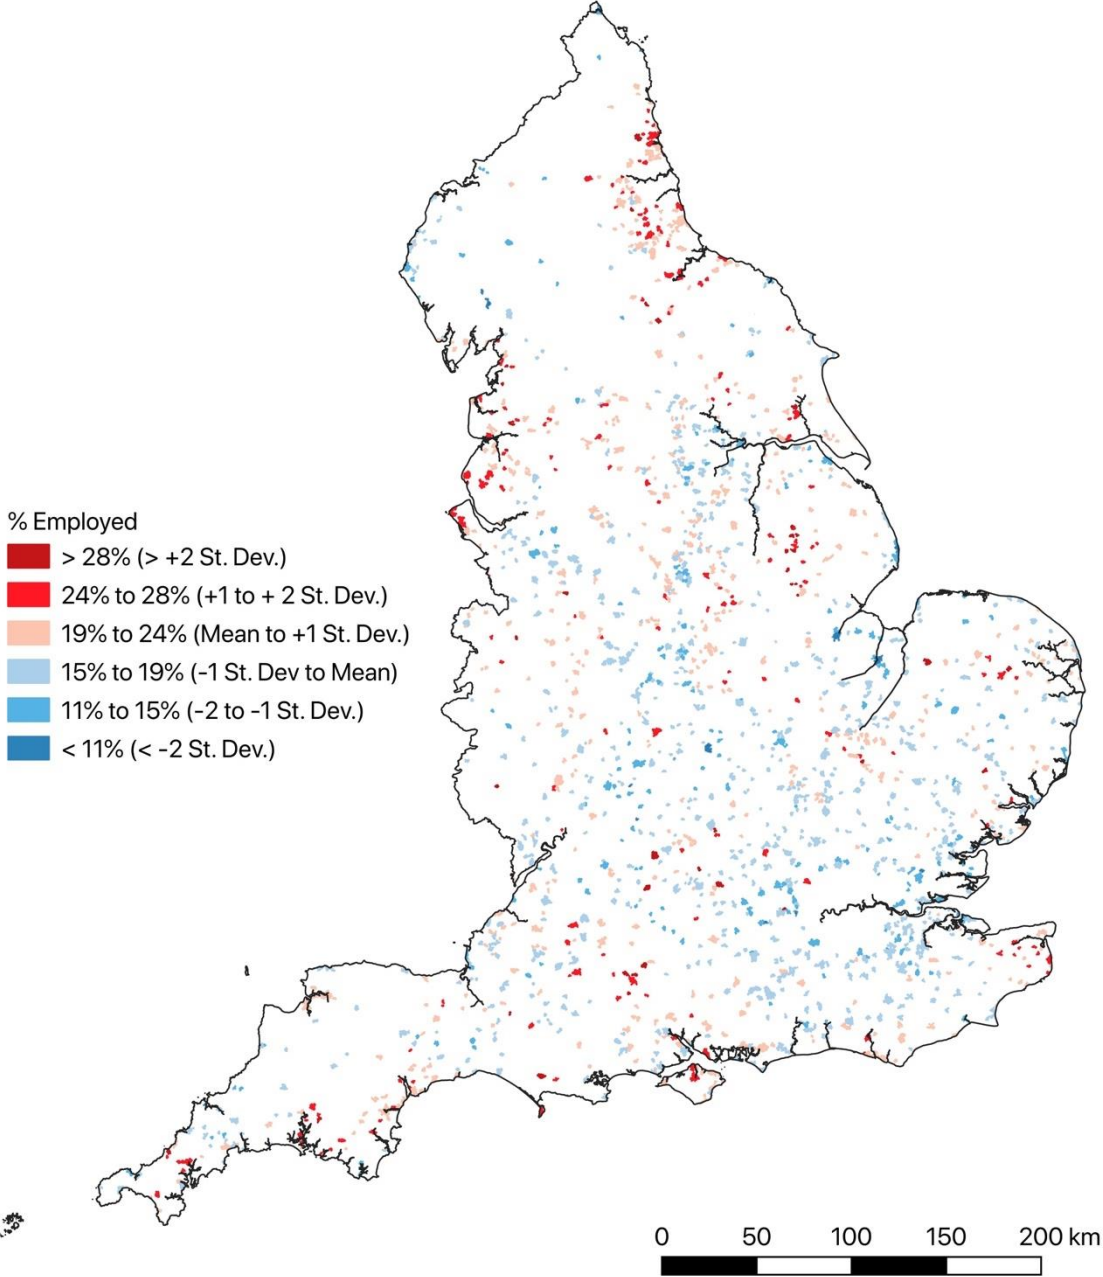 % Employed
> 28% (> +2 St. Dev.)
24% to 28% (+1 to + 2 St. Dev.)
19% to 24% (Mean to +1 St. Dev.)
15% to 19% (-1 St. Dev to Mean)
11% to 15% (-2 to -1 St. Dev.)
< 11% (< -2 St. Dev.)
0 50 100 150 200 km